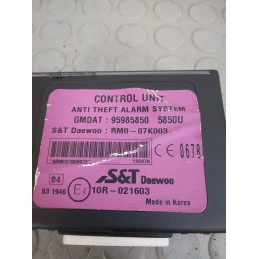 CONTROL UNIT
ANTI THEFT ALARM SYSTEM
GMDAT : 95985850 5850U
S&T Daewoo : RM0-07K003
CE 0678
04
03 1946
E4
S&T Daewoo
10R-021603
Made in Korea